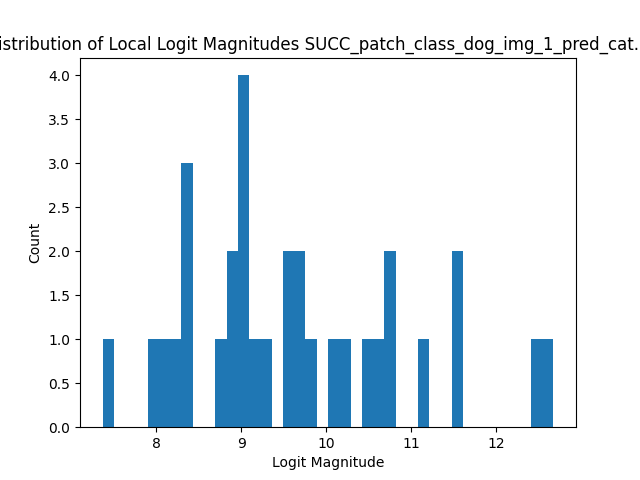 istribution of Local Logit Magnitudes SUCC_patch_class_dog_img_1_pred_cat.
4.0
3.5
3.0
2.5
2.0
1.5
1.0
0.5
0.0
Count
8 9 10 11 12
Logit Magnitude